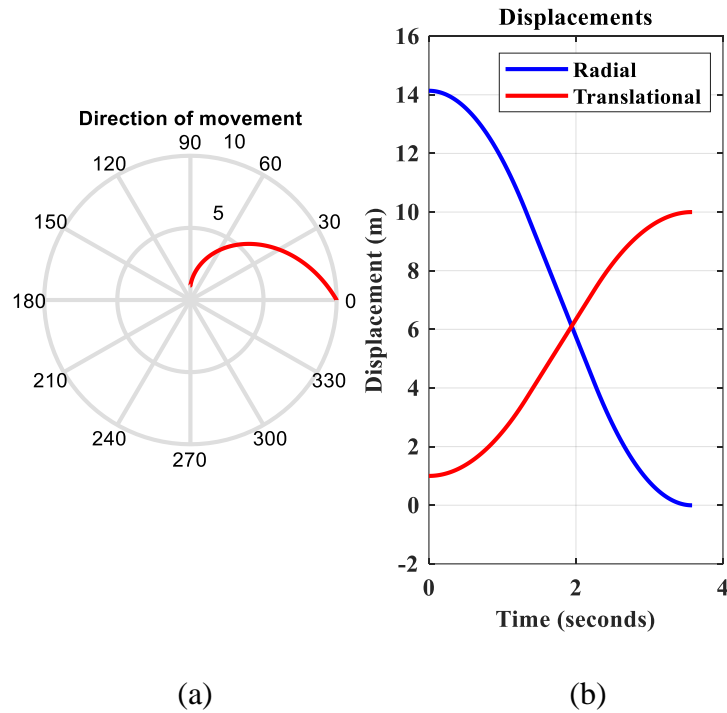 Direction of movement
90
10
120
60
5
150
30
180
0
210
330
240
300
270
Displacements
Radial
Translational
16
14
12
10
8
6
4
2
0
-2
Displacement (m)
0 2 4
Time (seconds)
(a)
(b)